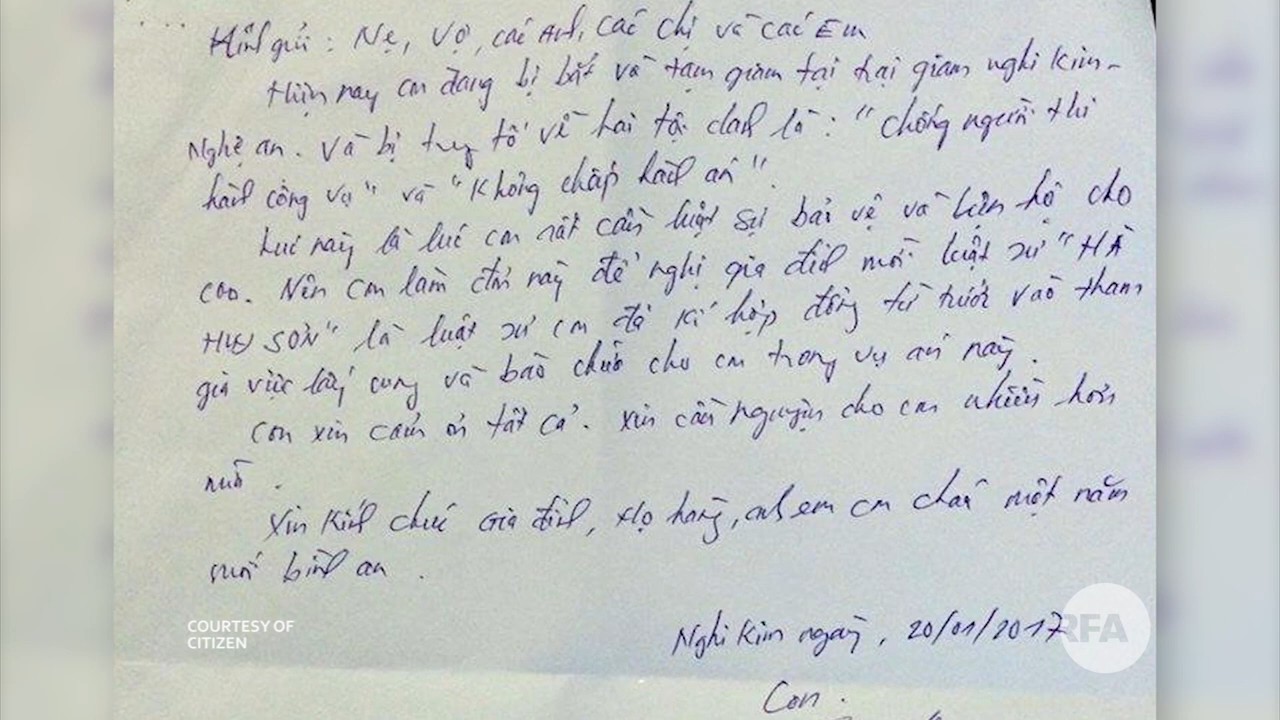 Kính gửi: Mẹ, Vợ, các Anh, các chị và các Em
Hiện nay con đang bị bắt và tạm giam tại trại giam nghi Kim-
Nghệ an. Và bị truy tố về hai tội danh là: "chống người thi
hành công vụ" và "không chấp hành án".
Lúc này là lúc con rất cần luật sự bảo vệ và biện hộ cho
con. Nên con làm đơn này đề nghị gia đình mời luật sư "HÀ
HUY SƠN" là luật sư con đã kí hợp đồng từ trước vào tham
gia việc lấy cung và bào chữa cho con trong vụ án này.
Con xin cảm ơn tất cả. Xin cầu nguyện cho con nhiều hơn
nữa.
Xin Kính chúc Gia đình, Họ hàng, anh em con cháu một năm
mới bình an.
Nghi Kim ngày, 20/01/2017
Con.
COURTESY OF
CITIZEN
RFA